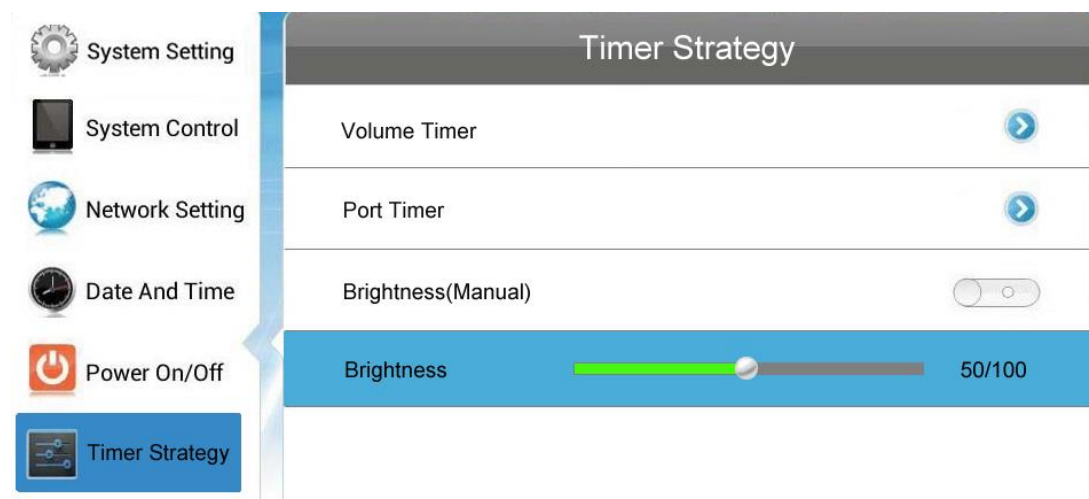 System Setting
System Control
Network Setting
Date And Time
Power On/Off
Timer Strategy
Timer Strategy
Volume Timer
Port Timer
Brightness(Manual)
Brightness 50/100